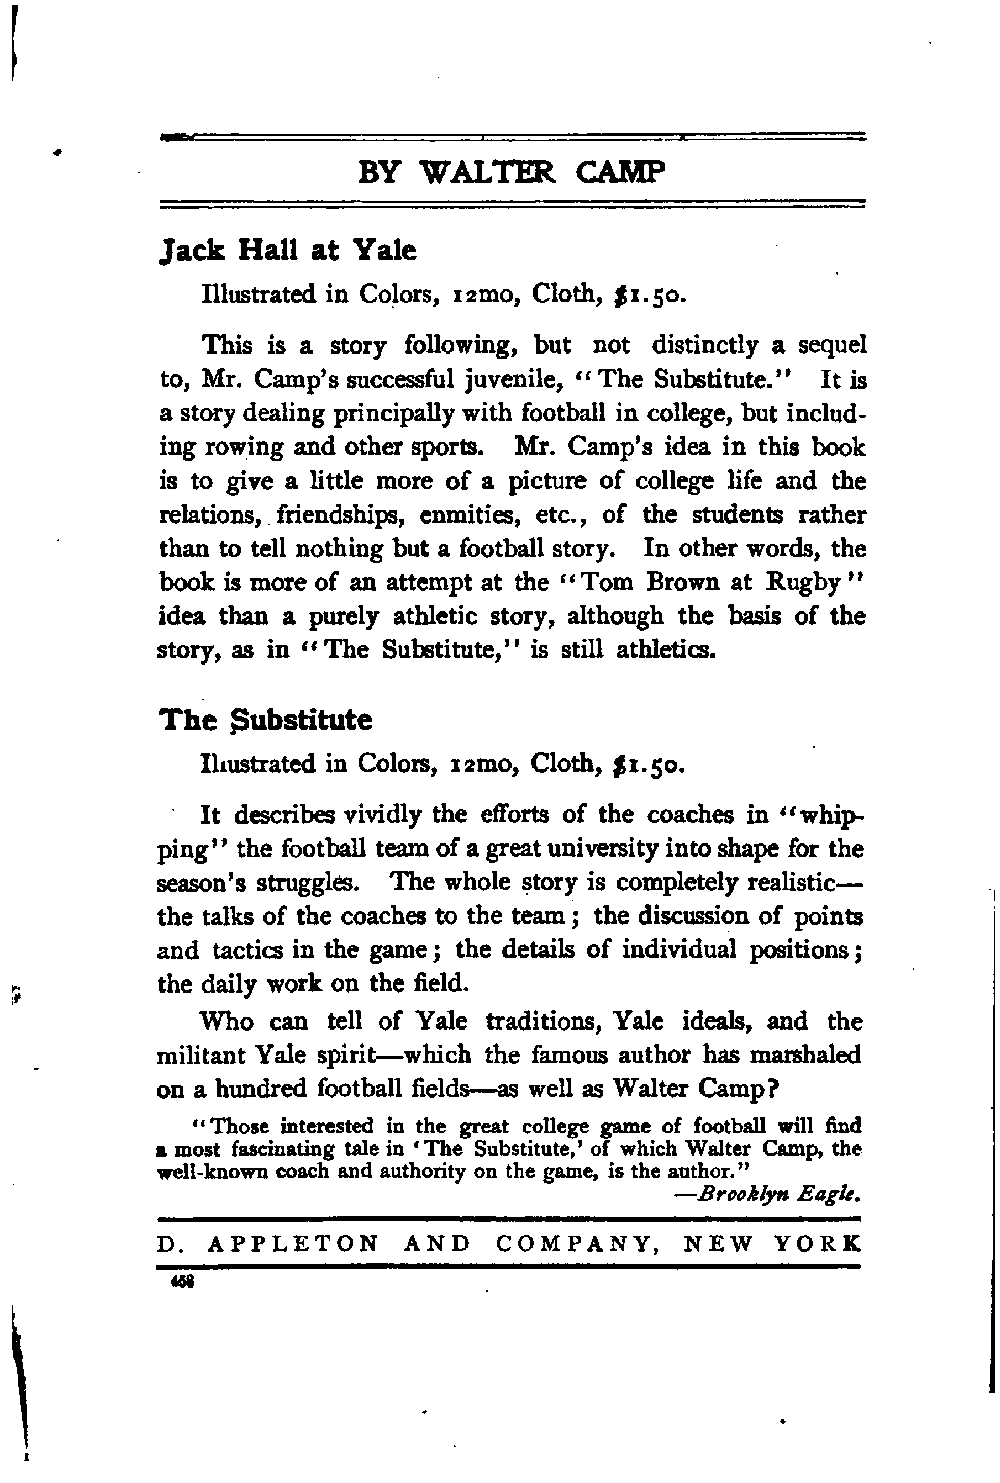 BY WALTER CAMP
Jack Hall at Yale
Illustrated in Colors, 12mo, Cloth, $1.50.
This is a story following, but not distinctly a sequel
to, Mr. Camp's successful juvenile, “The Substitute.” It is
a story dealing principally with football in college, but includ-
ing rowing and other sports. Mr. Camp's idea in this book
is to give a little more of a picture of college life and the
relations, friendships, enmities, etc., of the students rather
than to tell nothing but a football story. In other words, the
book is more of an attempt at the “Tom Brown at Rugby”
idea than a purely athletic story, although the basis of the
story, as in “The Substitute,” is still athletics.
The Substitute
Illustrated in Colors, 12mo, Cloth, $1.50.
It describes vividly the efforts of the coaches in “whip-
ping” the football team of a great university into shape for the
season's struggles. The whole story is completely realistic—
the talks of the coaches to the team; the discussion of points
and tactics in the game; the details of individual positions;
the daily work on the field.
Who can tell of Yale traditions, Yale ideals, and the
militant Yale spirit—which the famous author has marshaled
on a hundred football fields—as well as Walter Camp?
“Those interested in the great college game of football will find
a most fascinating tale in ‘The Substitute,’ of which Walter Camp, the
well-known coach and authority on the game, is the author.”
—Brooklyn Eagle.
D. APPLETON AND COMPANY, NEW YORK